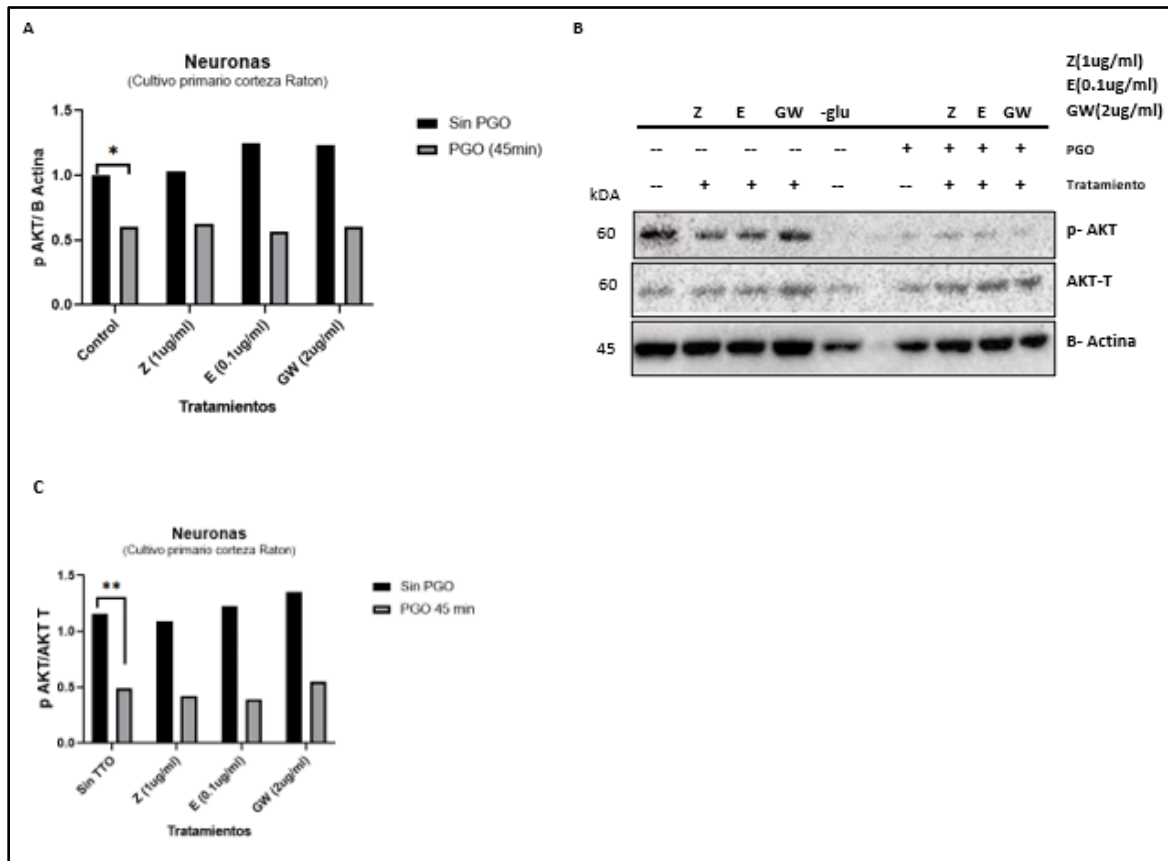 A
Neuronas
(Cultivo primario corteza Raton)
p AKT/ B Actina
1.5
1.0
0.5
0.0
*
Sin PGO
PGO (45min)
Control
Z (1ug/ml)
E (0.1ug/ml)
GW (2ug/ml)
Tratamientos
B
Z(1ug/ml)
E(0.1ug/ml)
GW(2ug/ml)
Z E GW -glu Z E GW
-- -- -- -- -- + + + + PGO
-- + + + -- -- + + + Tratamiento
kDA
60 p- AKT
60 AKT-T
45 B- Actina
C
Neuronas
(Cultivo primario corteza Raton)
p AKT/AKT T
1.5
1.0
0.5
0.0
**
Sin PGO
PGO 45 min
Sin TTO
Z (1ug/ml)
E (0.1ug/ml)
GW (2ug/ml)
Tratamientos